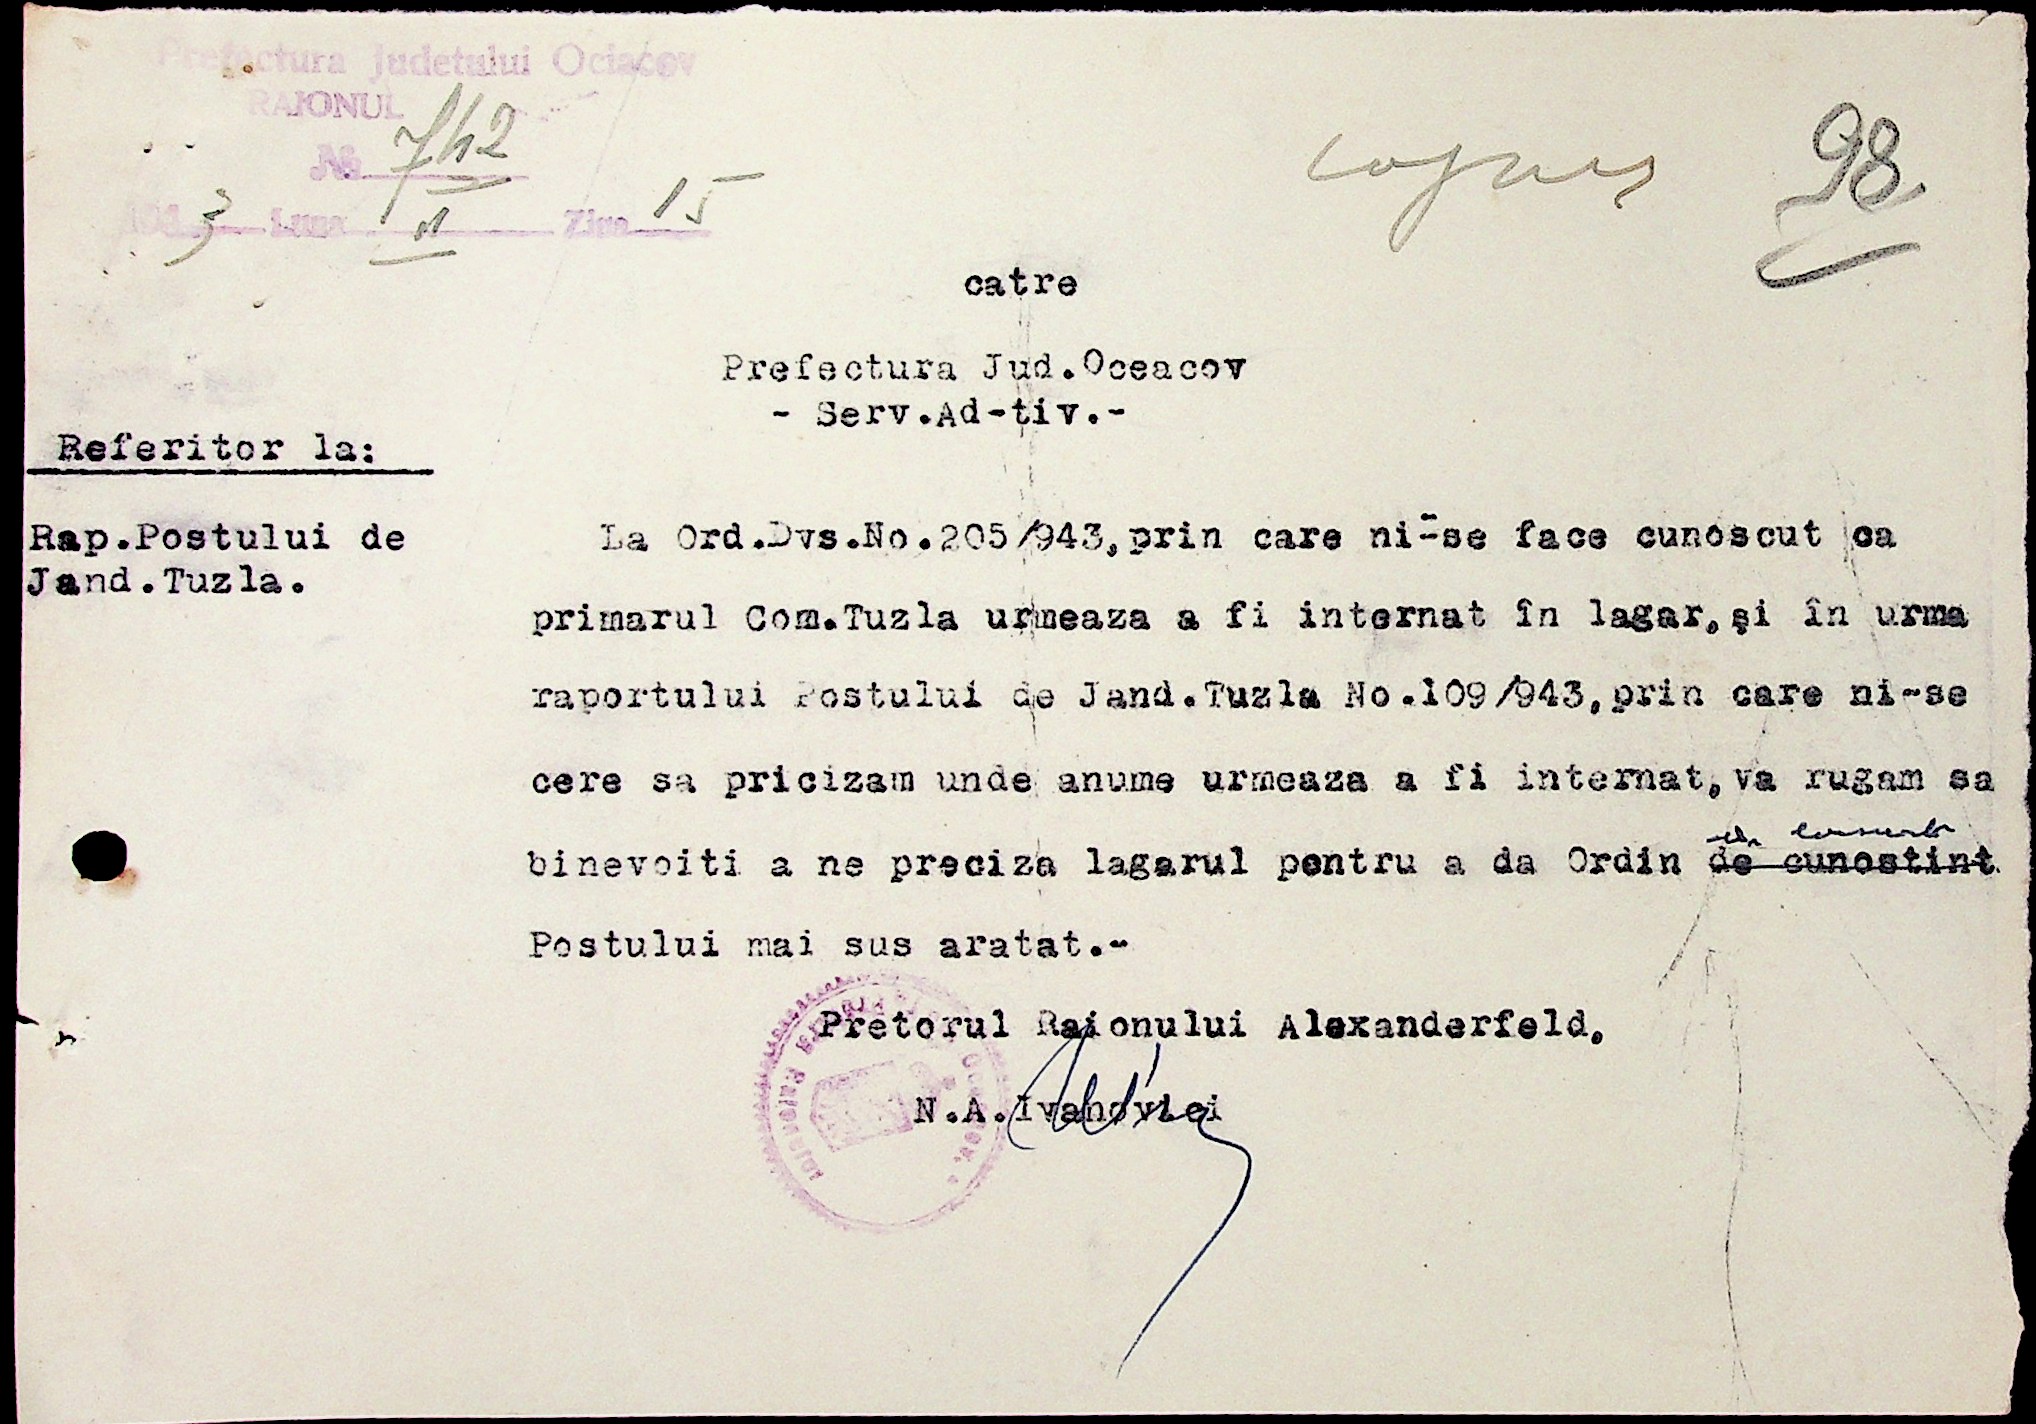 Prefectura Judetului Ociacov
RAIONUL
№ 742
194 3 Luna II Ziua 15
98.
catre
Prefectura Jud.Oceacov
- Serv.Ad-tiv.-
Referitor la:
Rap.Postului de
Jand.Tuzla.
La Ord.Dvs.No.205/943,prin care ni-se face cunoscut ca
primarul Com.Tuzla urmeaza a fi internat în lagar,şi în urma
raportului Postului de Jand.Tuzla No.109/943,prin care ni-se
cere sa pricizam unde anume urmeaza a fi internat,va rugam sa
binevoiti a ne preciza lagarul pentru a da Ordin de cunostint
Postului mai sus aratat.-
Pretorul Raionului Alexanderfeld.
N.A.Ivanoviei